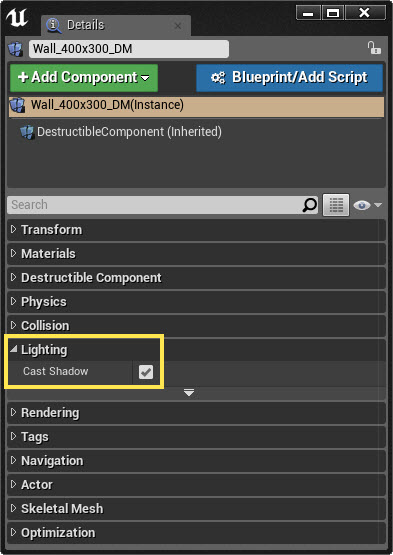 Details
Wall_400x300_DM
+Add Component
Blueprint/Add Script
Wall_400x300_DM(Instance)
DestructibleComponent (Inherited)
Search
Transform
Materials
Destructible Component
Physics
Collision
Lighting
Cast Shadow
Rendering
Tags
Navigation
Actor
Skeletal Mesh
Optimization